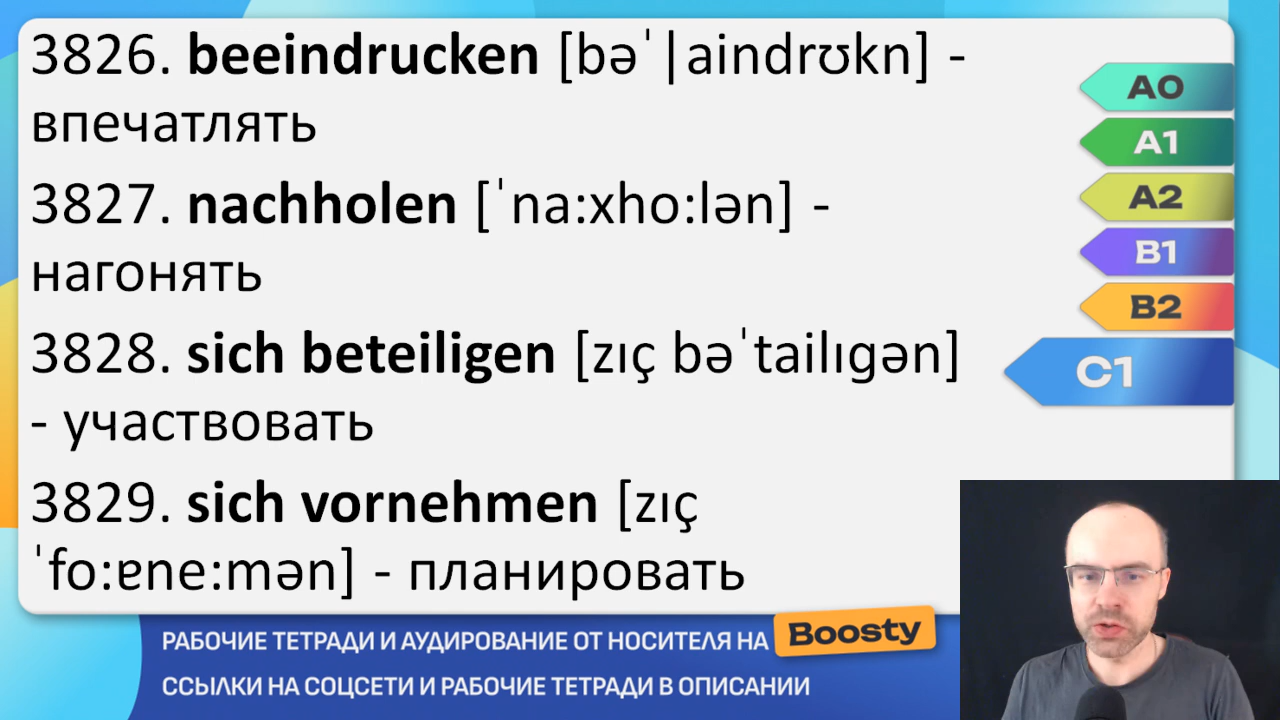 3826. beeindrucken [bəˈ|aindrʊkn] -
впечатлять
3827. nachholen [ˈna:xho:lən] -
нагонять
3828. sich beteiligen [zıç bəˈtailıgən]
- участвовать
3829. sich vornehmen [zıç
ˈfo:ɐne:mən] - планировать
A0
A1
A2
B1
B2
C1
РАБОЧИЕ ТЕТРАДИ И АУДИРОВАНИЕ ОТ НОСИТЕЛЯ НА Boosty
ССЫЛКИ НА СОЦСЕТИ И РАБОЧИЕ ТЕТРАДИ В ОПИСАНИИ